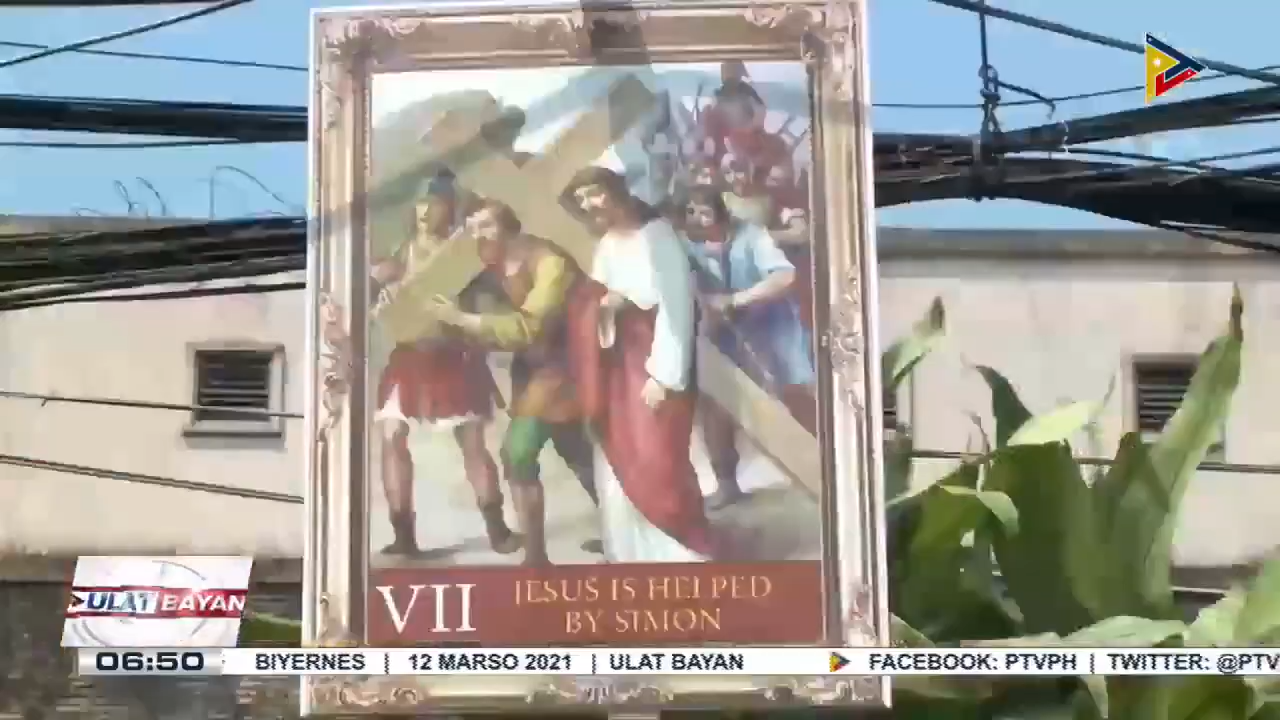 VII
JESUS IS HELPED
BY SIMON
ULAT BAYAN
06:50
BIYERNES | 12 MARSO 2021 | ULAT BAYAN
FACEBOOK: PTVPH | TWITTER: @PTV